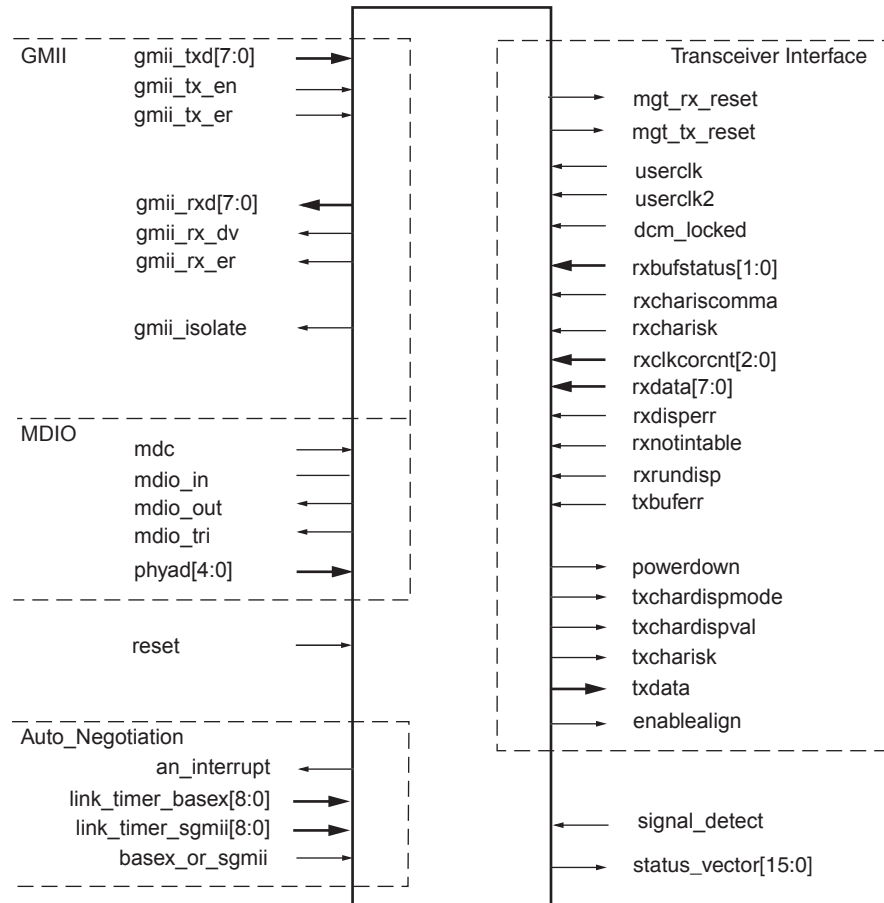 GMII
gmii_txd[7:0]
gmii_tx_en
gmii_tx_er
gmii_rxd[7:0]
gmii_rx_dv
gmii_rx_er
gmii_isolate
MDIO
mdc
mdio_in
mdio_out
mdio_tri
phyad[4:0]
reset
Auto_Negotiation
an_interrupt
link_timer_basex[8:0]
link_timer_sgmii[8:0]
basex_or_sgmii
Transceiver Interface
mgt_rx_reset
mgt_tx_reset
userclk
userclk2
dcm_locked
rxbufstatus[1:0]
rxchariscomma
rxcharisk
rxclkcorcnt[2:0]
rxdata[7:0]
rxdisperr
rxnotintable
rxrundisp
txbuferr
powerdown
txchardispmode
txchardispval
txcharisk
txdata
enablealign
signal_detect
status_vector[15:0]